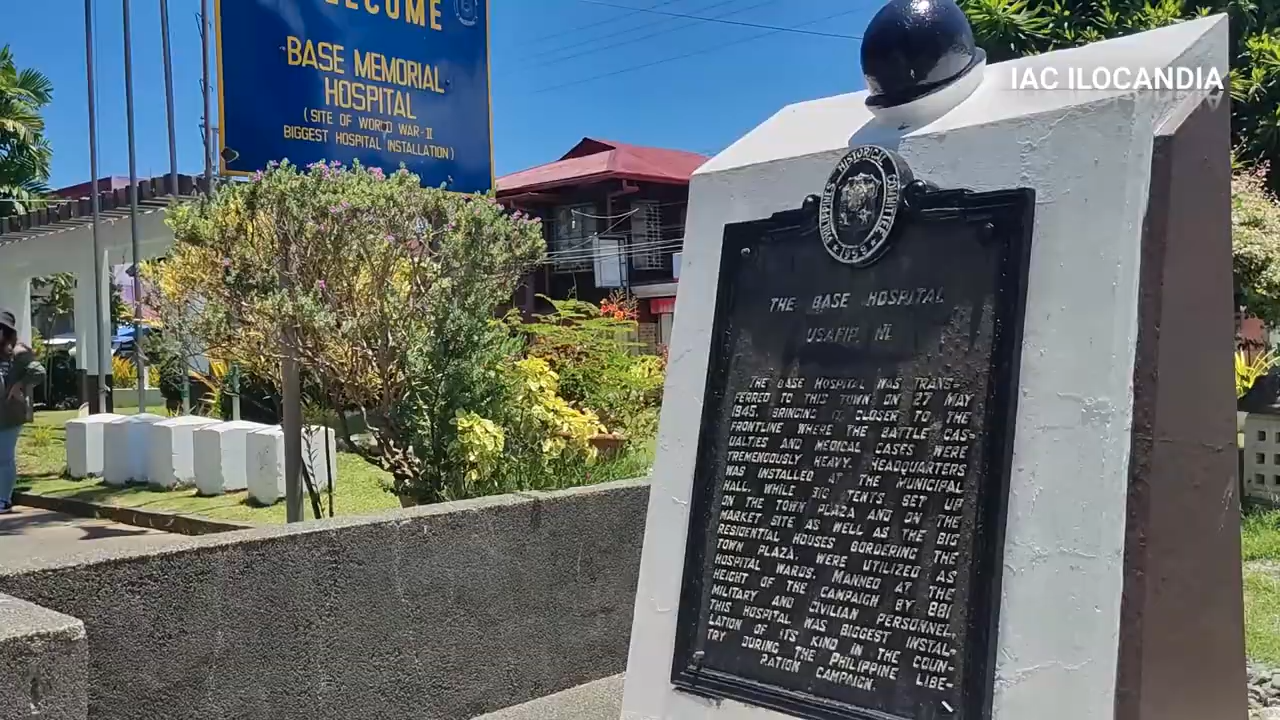 WELCOME
BASE MEMORIAL
HOSPITAL
( SITE OF WORLD WAR-II
BIGGEST HOSPITAL INSTALLATION )
IAC ILOCANDIA
PHILIPPINES HISTORICAL COMMITTEE
★ 1959 ★
THE BASE HOSPITAL
USAFIP, NL
THE BASE HOSPITAL WAS TRANS-
FERRED TO THIS TOWN ON 27 MAY
1945, BRINGING IT CLOSER TO THE
FRONTLINE WHERE THE BATTLE CAS-
UALTIES AND MEDICAL CASES WERE
TREMENDOUSLY HEAVY. HEADQUARTERS
WAS INSTALLED AT THE MUNICIPAL
HALL, WHILE BIG TENTS SET UP
ON THE TOWN PLAZA AND ON THE
MARKET SITE AS WELL AS THE BIG
RESIDENTIAL HOUSES BORDERING THE
TOWN PLAZA, WERE UTILIZED AS
HOSPITAL WARDS. MANNED AT THE
HEIGHT OF THE CAMPAIGN BY 881
MILITARY AND CIVILIAN PERSONNEL,
THIS HOSPITAL WAS BIGGEST INSTAL-
LATION OF ITS KIND IN THE COUN-
TRY DURING THE PHILIPPINE LIBE-
RATION CAMPAIGN.